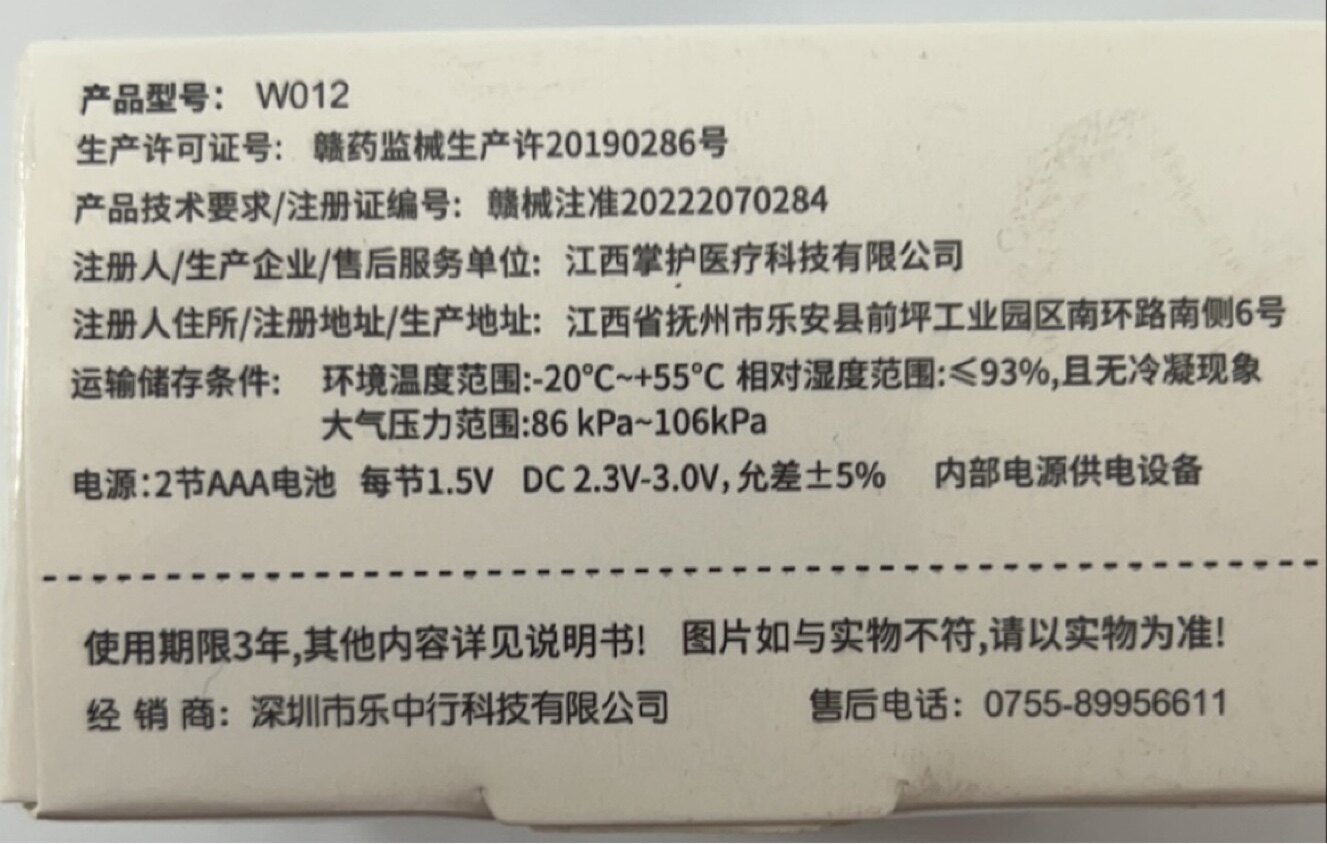 产品型号： W012
生产许可证号： 赣药监械生产许20190286号
产品技术要求/注册证编号： 赣械注准20222070284
注册人/生产企业/售后服务单位： 江西掌护医疗科技有限公司
注册人住所/注册地址/生产地址： 江西省抚州市乐安县前坪工业园区南环路南侧6号
运输储存条件： 环境温度范围:-20°C~+55°C 相对湿度范围:≤93%,且无冷凝现象
大气压力范围:86 kPa~106kPa
电源:2节AAA电池 每节1.5V DC 2.3V-3.0V,允差±5% 内部电源供电设备
使用期限3年,其他内容详见说明书! 图片如与实物不符,请以实物为准!
经 销 商： 深圳市乐中行科技有限公司 售后电话： 0755-89956611